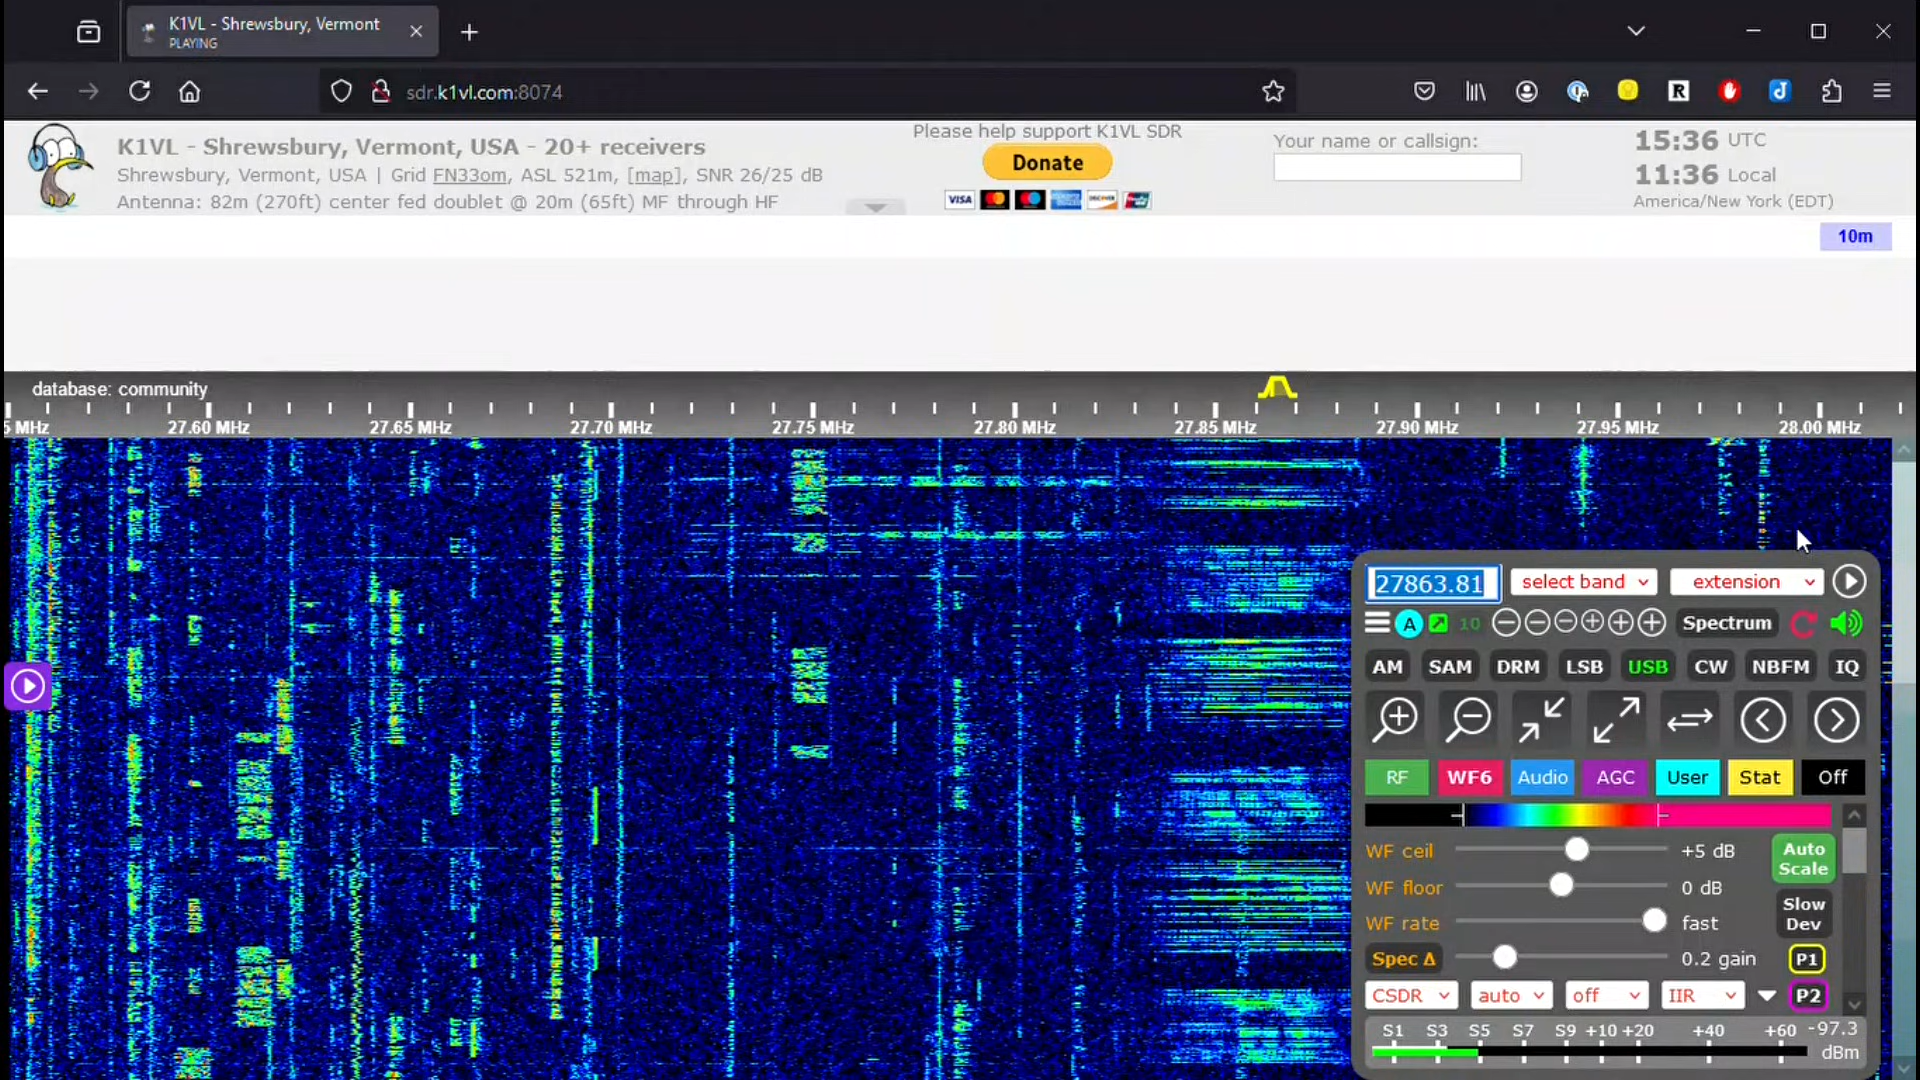 K1VL - Shrewsbury, Vermont
PLAYING
sdr.k1vl.com:8074
K1VL - Shrewsbury, Vermont, USA - 20+ receivers
Shrewsbury, Vermont, USA | Grid FN33om, ASL 521m, [map], SNR 26/25 dB
Antenna: 82m (270ft) center fed doublet @ 20m (65ft) MF through HF
Please help support K1VL SDR
Donate
VISA
Your name or callsign:
15:36 UTC
11:36 Local
America/New York (EDT)
10m
database: community
5 MHz 27.60 MHz 27.65 MHz 27.70 MHz 27.75 MHz 27.80 MHz 27.85 MHz 27.90 MHz 27.95 MHz 28.00 MHz
27863.81 select band extension
A 10 Spectrum
AM SAM DRM LSB USB CW NBFM IQ
RF WF6 Audio AGC User Stat Off
WF ceil +5 dB Auto Scale
WF floor 0 dB
WF rate fast Slow Dev
Spec Δ 0.2 gain P1
CSDR auto off IIR P2
S1 S3 S5 S7 S9 +10 +20 +40 +60 -97.3
dBm